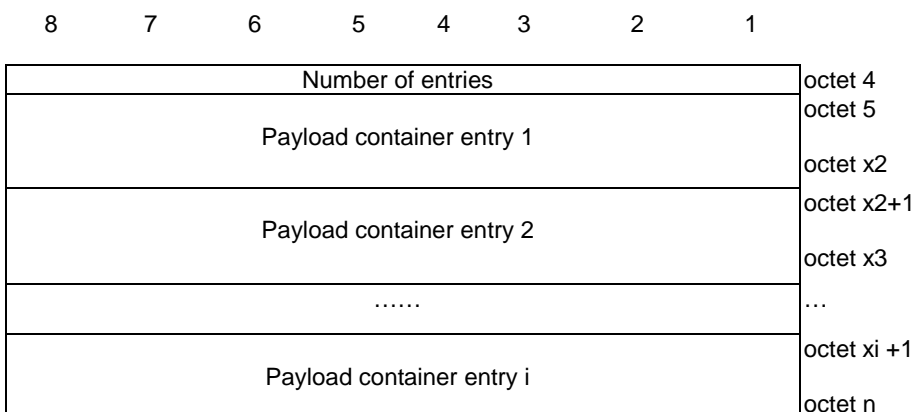 8 7 6 5 4 3 2 1
Number of entries octet 4
octet 5
Payload container entry 1
octet x2
octet x2+1
Payload container entry 2
octet x3
…… …
octet xi +1
Payload container entry i
octet n